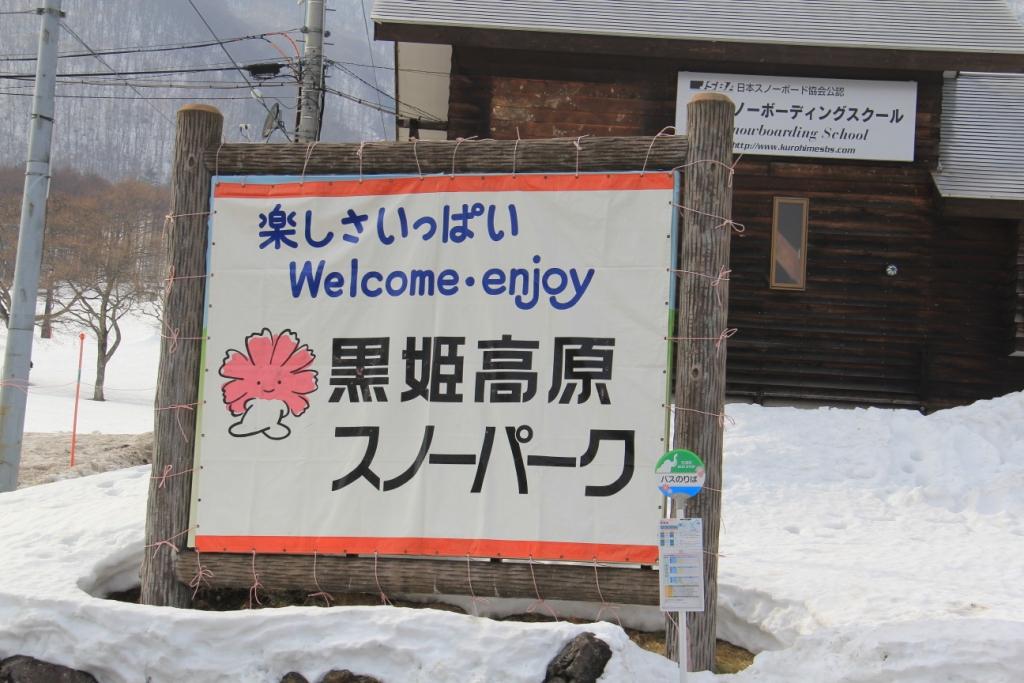 日本スノーボード協会公認
ノーボーディングスクール
nowboarding School
http://www.kurohimesbs.com
楽しさいっぱい
Welcome・enjoy
黒姫高原
スノーパーク
バスのりば